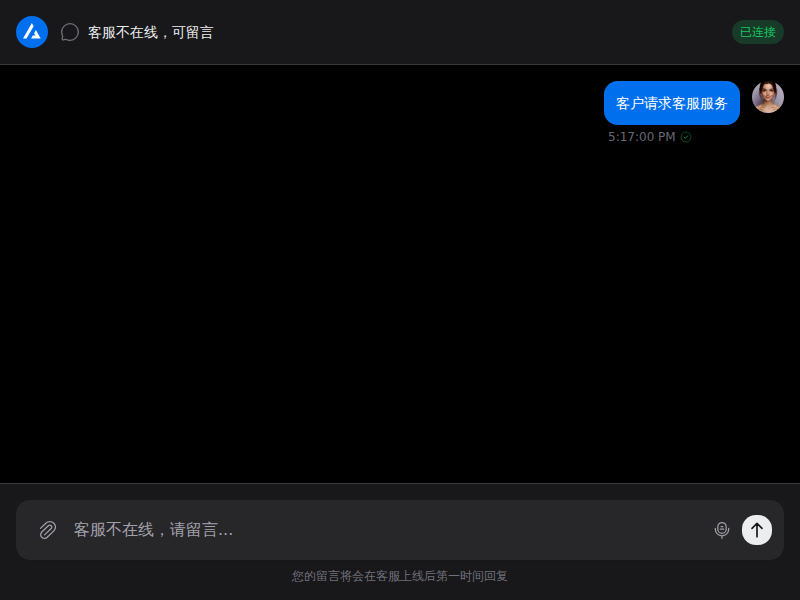 客服不在线，可留言
已连接
客户请求客服服务
5:17:00 PM
客服不在线，请留言...
您的留言将会在客服上线后第一时间回复